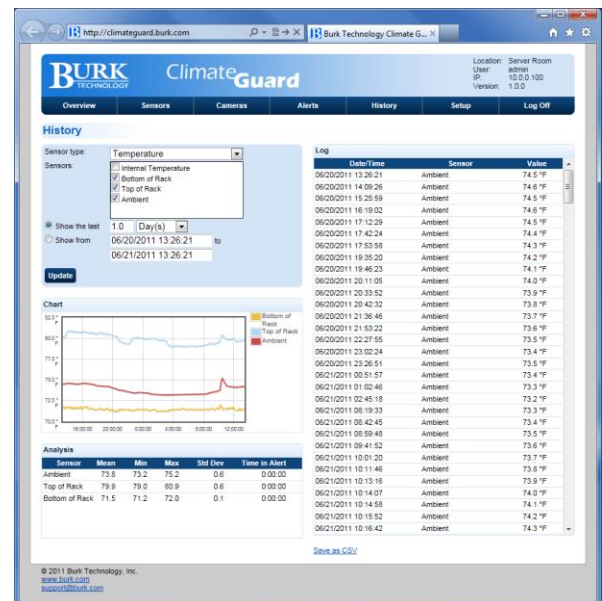 http://climateguard.burk.com
Burk Technology Climate G...
BURK TECHNOLOGY
ClimateGuard
Location: Server Room
User: admin
IP: 10.0.0.100
Version: 1.0.0
Overview Sensors Cameras Alerts History Setup Log Off
History
Sensor type: Temperature
Sensors: Internal Temperature
Bottom of Rack
Top of Rack
Ambient
Show the last 1.0 Day(s)
Show from 06/20/2011 13:26:21 to
06/21/2011 13:26:21
Update
Chart
82.5° F
80.0° F
77.5° F
75.0° F
72.5° F
70.0° F
16:00:00 20:00:00 0:00:00 4:00:00 8:00:00 12:00:00
Bottom of Rack
Top of Rack
Ambient
Analysis
Sensor Mean Min Max Std Dev Time in Alert
Ambient 73.8 73.2 75.2 0.6 0:00:00
Top of Rack 79.9 79.0 80.9 0.6 0:00:00
Bottom of Rack 71.5 71.2 72.0 0.1 0:00:00
Log
Date/Time Sensor Value
06/20/2011 13:26:21 Ambient 74.5 °F
06/20/2011 14:09:26 Ambient 74.6 °F
06/20/2011 15:25:59 Ambient 74.5 °F
06/20/2011 16:19:02 Ambient 74.6 °F
06/20/2011 17:12:29 Ambient 74.5 °F
06/20/2011 17:42:24 Ambient 74.4 °F
06/20/2011 17:53:58 Ambient 74.3 °F
06/20/2011 19:35:20 Ambient 74.2 °F
06/20/2011 19:46:23 Ambient 74.1 °F
06/20/2011 20:11:05 Ambient 74.0 °F
06/20/2011 20:33:52 Ambient 73.9 °F
06/20/2011 20:42:32 Ambient 73.8 °F
06/20/2011 21:36:46 Ambient 73.7 °F
06/20/2011 21:53:22 Ambient 73.6 °F
06/20/2011 22:27:55 Ambient 73.5 °F
06/20/2011 23:02:24 Ambient 73.4 °F
06/20/2011 23:26:51 Ambient 73.5 °F
06/21/2011 00:51:57 Ambient 73.4 °F
06/21/2011 01:02:46 Ambient 73.3 °F
06/21/2011 02:45:18 Ambient 73.2 °F
06/21/2011 08:19:33 Ambient 73.3 °F
06/21/2011 08:42:45 Ambient 73.4 °F
06/21/2011 08:59:48 Ambient 73.5 °F
06/21/2011 09:41:52 Ambient 73.6 °F
06/21/2011 10:01:20 Ambient 73.7 °F
06/21/2011 10:11:46 Ambient 73.8 °F
06/21/2011 10:13:16 Ambient 73.9 °F
06/21/2011 10:14:07 Ambient 74.0 °F
06/21/2011 10:14:58 Ambient 74.1 °F
06/21/2011 10:15:52 Ambient 74.2 °F
06/21/2011 10:16:42 Ambient 74.3 °F
Save as CSV
© 2011 Burk Technology, Inc.
www.burk.com
support@burk.com